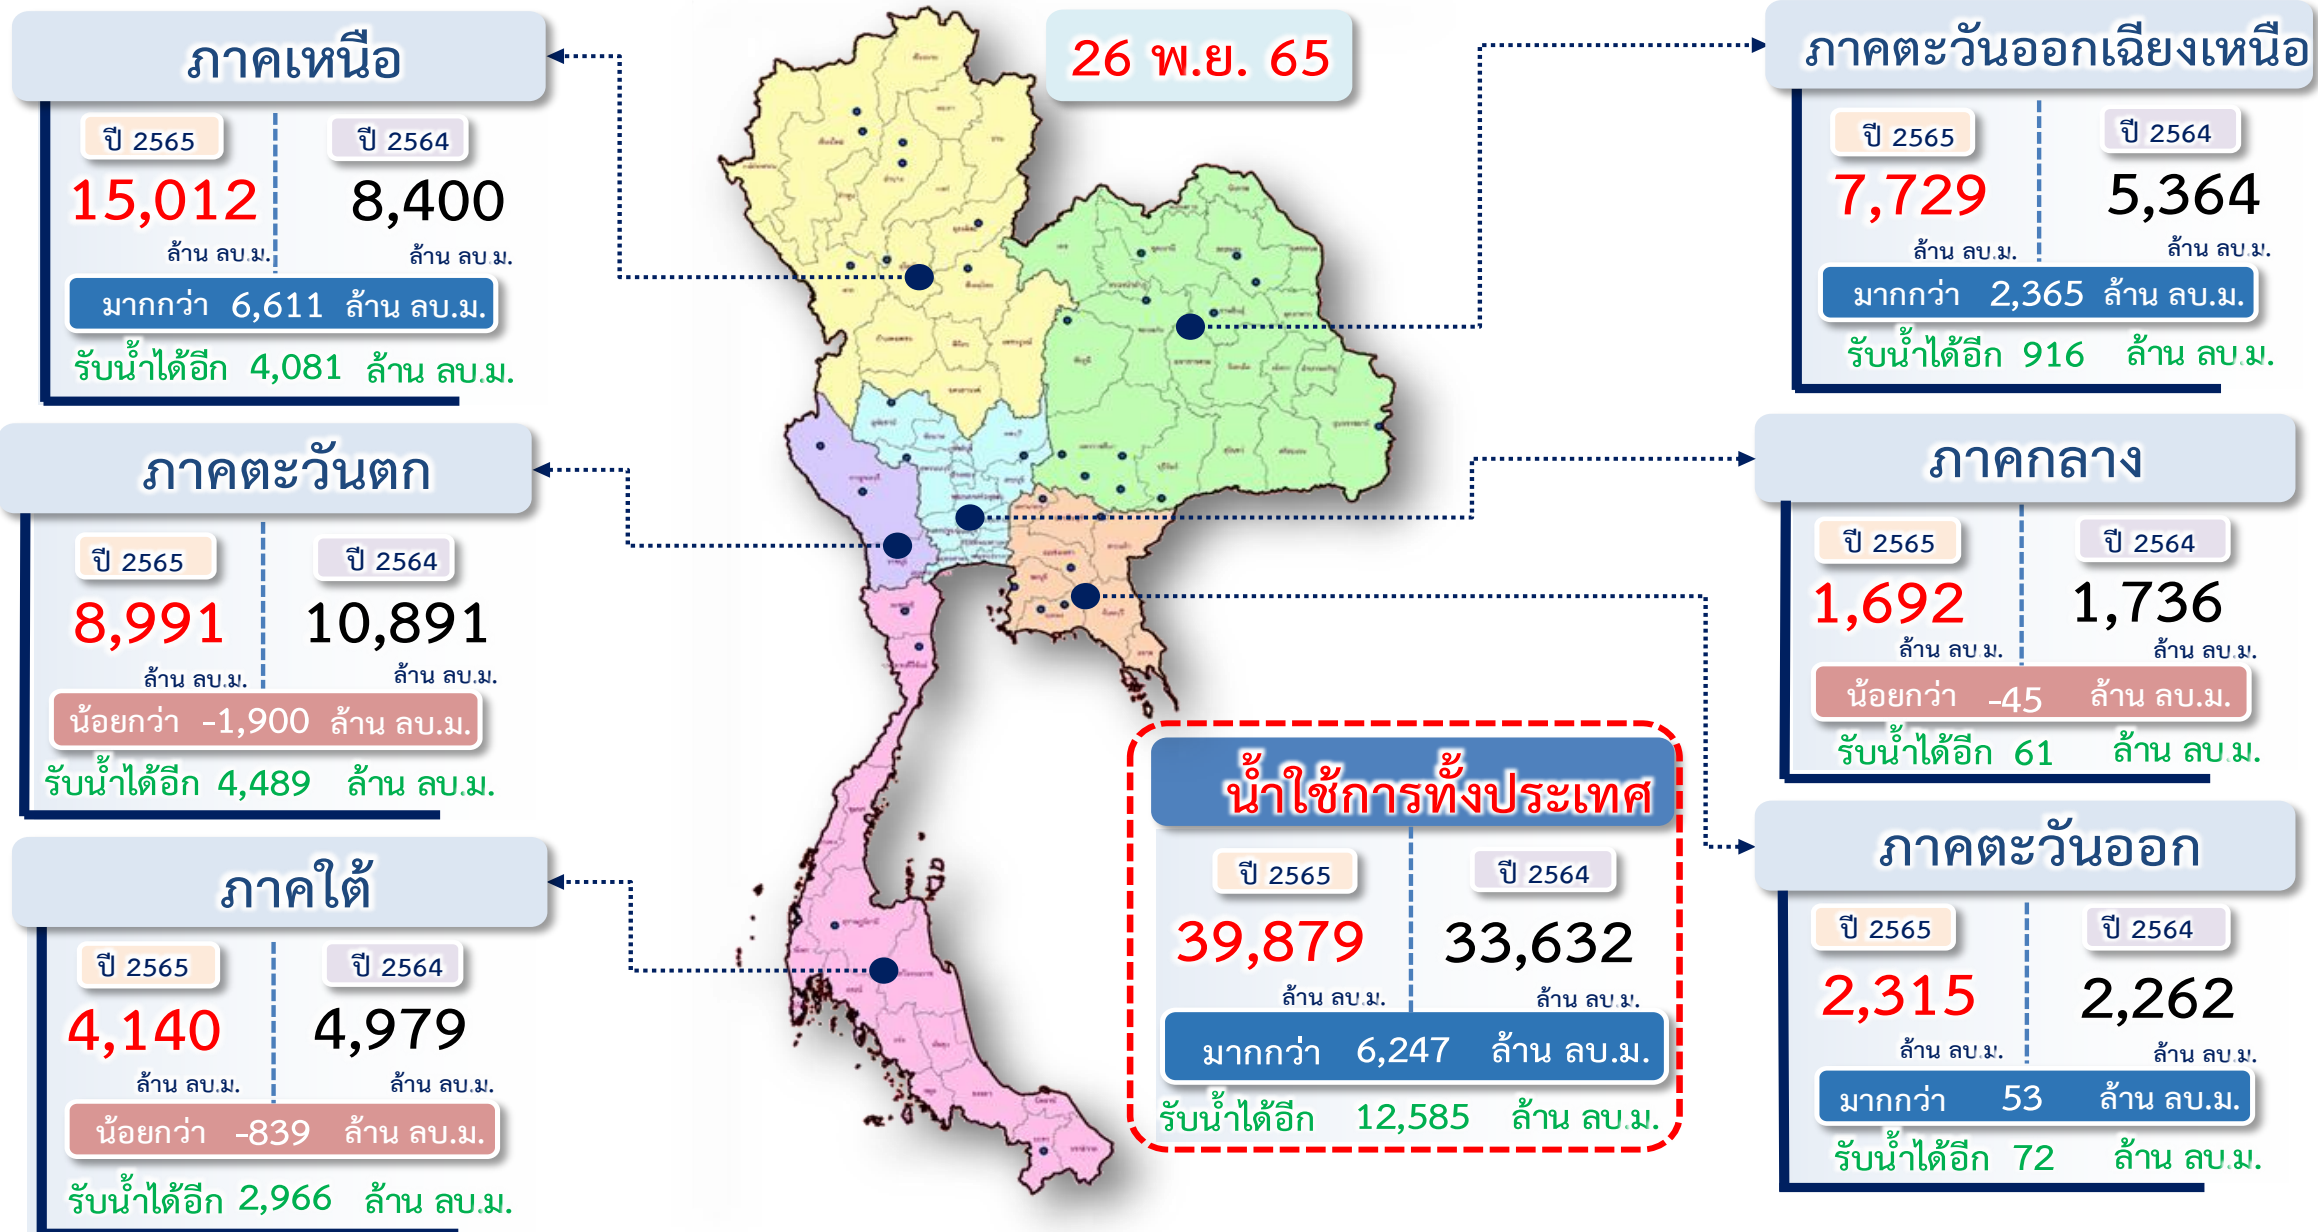 26 พ.ย. 65
ภาคเหนือ
ปี 2565 ปี 2564
15,012 8,400
ล้าน ลบ.ม. ล้าน ลบ.ม.
มากกว่า 6,611 ล้าน ลบ.ม.
รับน้ำได้อีก 4,081 ล้าน ลบ.ม.
ภาคตะวันตก
ปี 2565 ปี 2564
8,991 10,891
ล้าน ลบ.ม. ล้าน ลบ.ม.
น้อยกว่า -1,900 ล้าน ลบ.ม.
รับน้ำได้อีก 4,489 ล้าน ลบ.ม.
ภาคใต้
ปี 2565 ปี 2564
4,140 4,979
ล้าน ลบ.ม. ล้าน ลบ.ม.
น้อยกว่า -839 ล้าน ลบ.ม.
รับน้ำได้อีก 2,966 ล้าน ลบ.ม.
ภาคตะวันออกเฉียงเหนือ
ปี 2565 ปี 2564
7,729 5,364
ล้าน ลบ.ม. ล้าน ลบ.ม.
มากกว่า 2,365 ล้าน ลบ.ม.
รับน้ำได้อีก 916 ล้าน ลบ.ม.
ภาคกลาง
ปี 2565 ปี 2564
1,692 1,736
ล้าน ลบ.ม. ล้าน ลบ.ม.
น้อยกว่า -45 ล้าน ลบ.ม.
รับน้ำได้อีก 61 ล้าน ลบ.ม.
ภาคตะวันออก
ปี 2565 ปี 2564
2,315 2,262
ล้าน ลบ.ม. ล้าน ลบ.ม.
มากกว่า 53 ล้าน ลบ.ม.
รับน้ำได้อีก 72 ล้าน ลบ.ม.
น้ำใช้การทั้งประเทศ
ปี 2565 ปี 2564
39,879 33,632
ล้าน ลบ.ม. ล้าน ลบ.ม.
มากกว่า 6,247 ล้าน ลบ.ม.
รับน้ำได้อีก 12,585 ล้าน ลบ.ม.